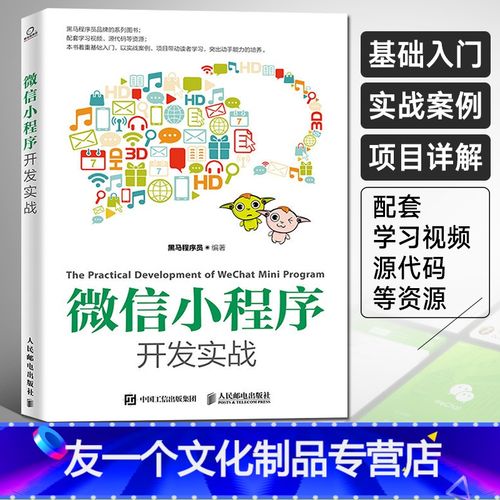 黑马程序员品牌的系列图书;
配套学习视频，源代码等资源;
本书着重基础入门，以实战案例、项目带动读者学习，突出动手能力的培养。
微信小程序
开发实战
人民邮电出版社
HD
3D
7
HD
3D
7
HD
黑马程序员 编著
The Practical Development of WeChat Mini Program
微信小程序
开发实战
中国工信出版集团
人民邮电出版社
POSTS & TELECOM PRESS
基础入门
实战案例
项目详解
配套
学习视频
源代码
等资源
友一个文化制品专营店